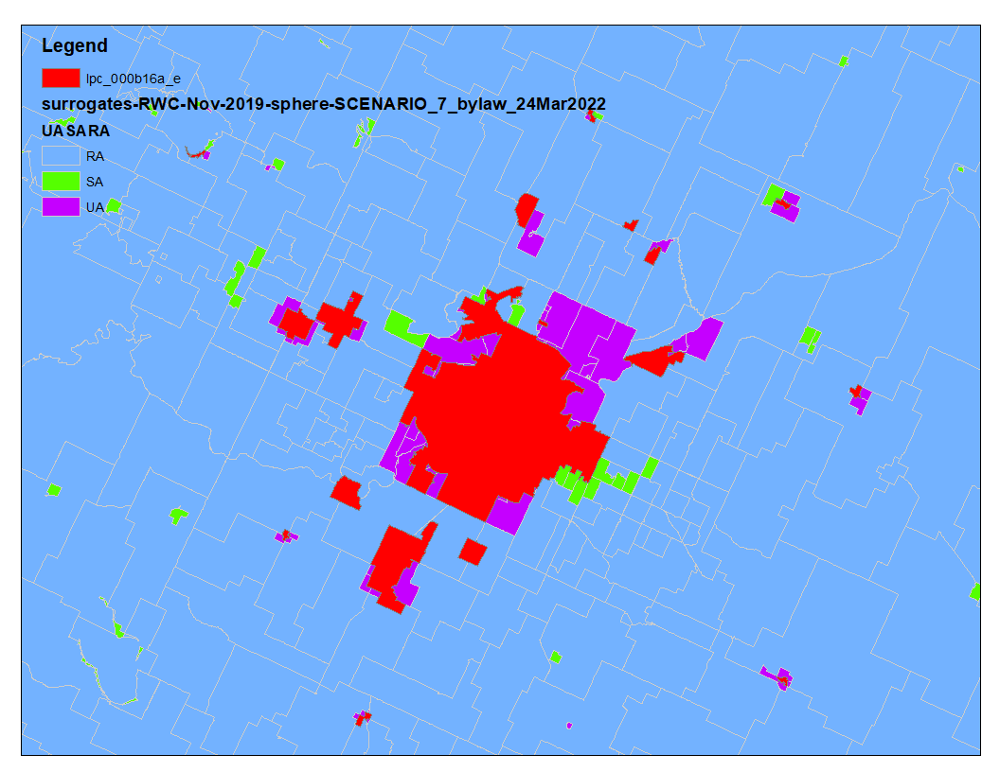 Legend
lpc_000b16a_e
surrogates-RWC-Nov-2019-sphere-SCENARIO_7_bylaw_24Mar2022
UASARA
RA
SA
UA